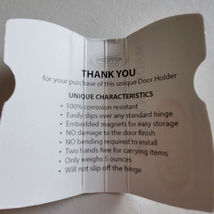 THANK YOU
for your purchase of this unique Door Holder
UNIQUE CHARACTERISTICS
• 100% corrosion resistant
• Easily slips over any standard hinge
• Embedded magnets for easy storage
• NO damage to the door finish
• NO bending required to install
• Two hands free for carrying items
• Only weighs 5 ounces
• Will not slip off the hinge